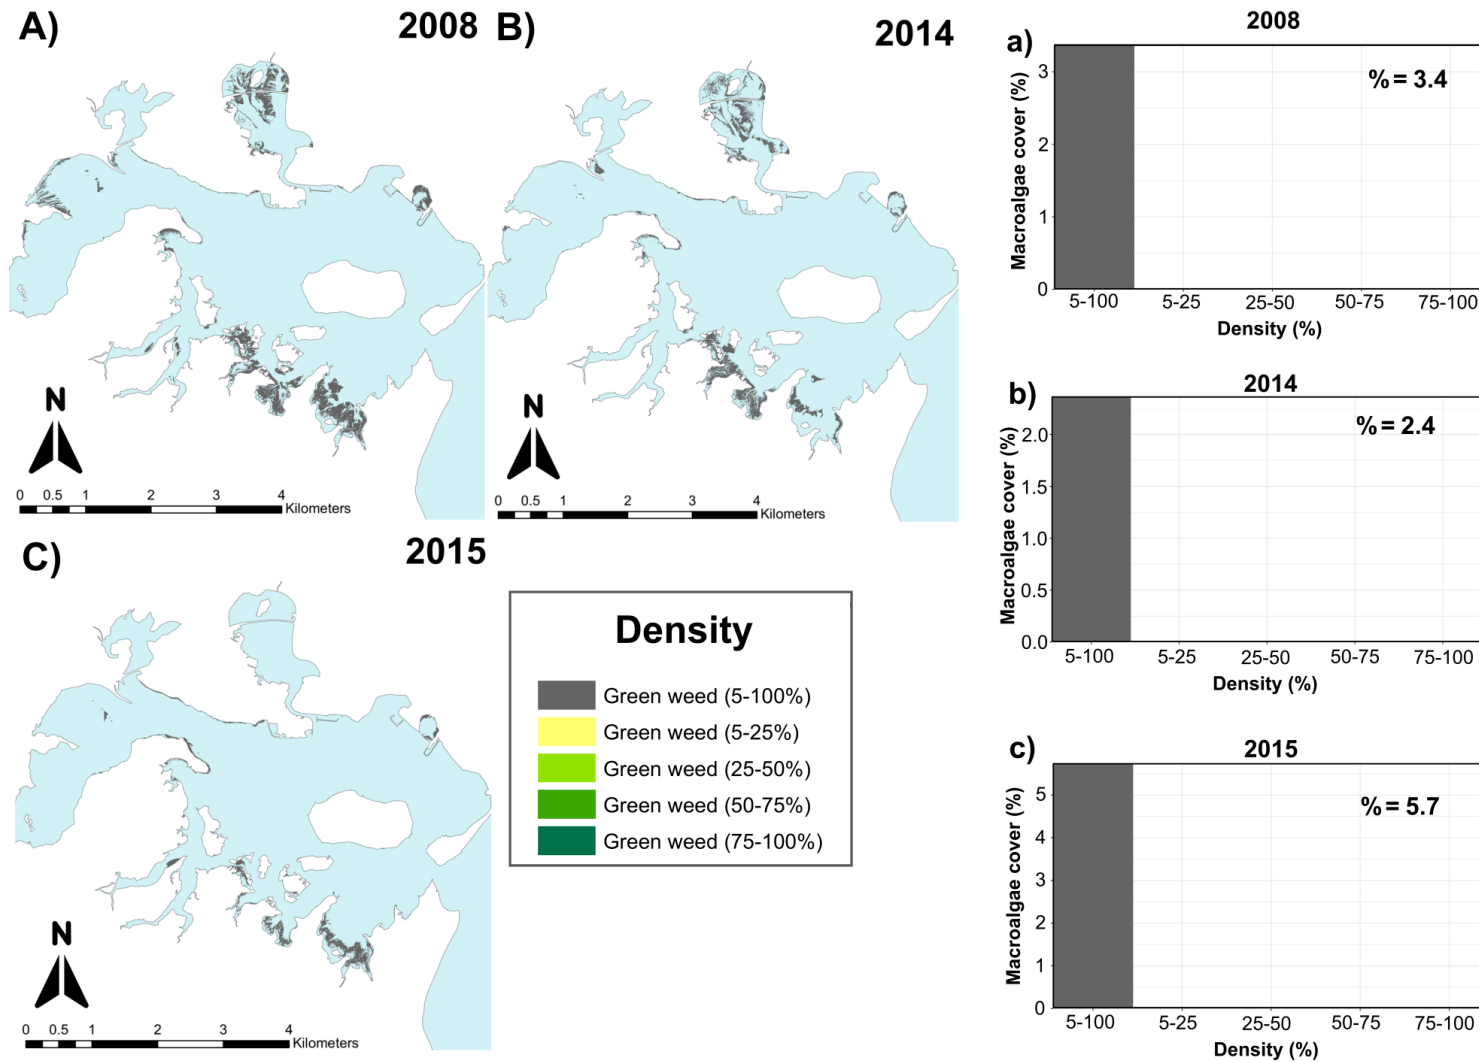 A) 2008
N
0 0.5 1 2 3 4
Kilometers
B) 2014
N
0 0.5 1 2 3 4
Kilometers
C) 2015
N
0 0.5 1 2 3 4
Kilometers
Density
Green weed (5-100%)
Green weed (5-25%)
Green weed (25-50%)
Green weed (50-75%)
Green weed (75-100%)
a) 2008
% = 3.4
Macroalgae cover (%)
3
2
1
0
5-100 5-25 25-50 50-75 75-100
Density (%)
b) 2014
% = 2.4
Macroalgae cover (%)
2.0
1.5
1.0
0.5
0.0
5-100 5-25 25-50 50-75 75-100
Density (%)
c) 2015
% = 5.7
Macroalgae cover (%)
5
4
3
2
1
0
5-100 5-25 25-50 50-75 75-100
Density (%)